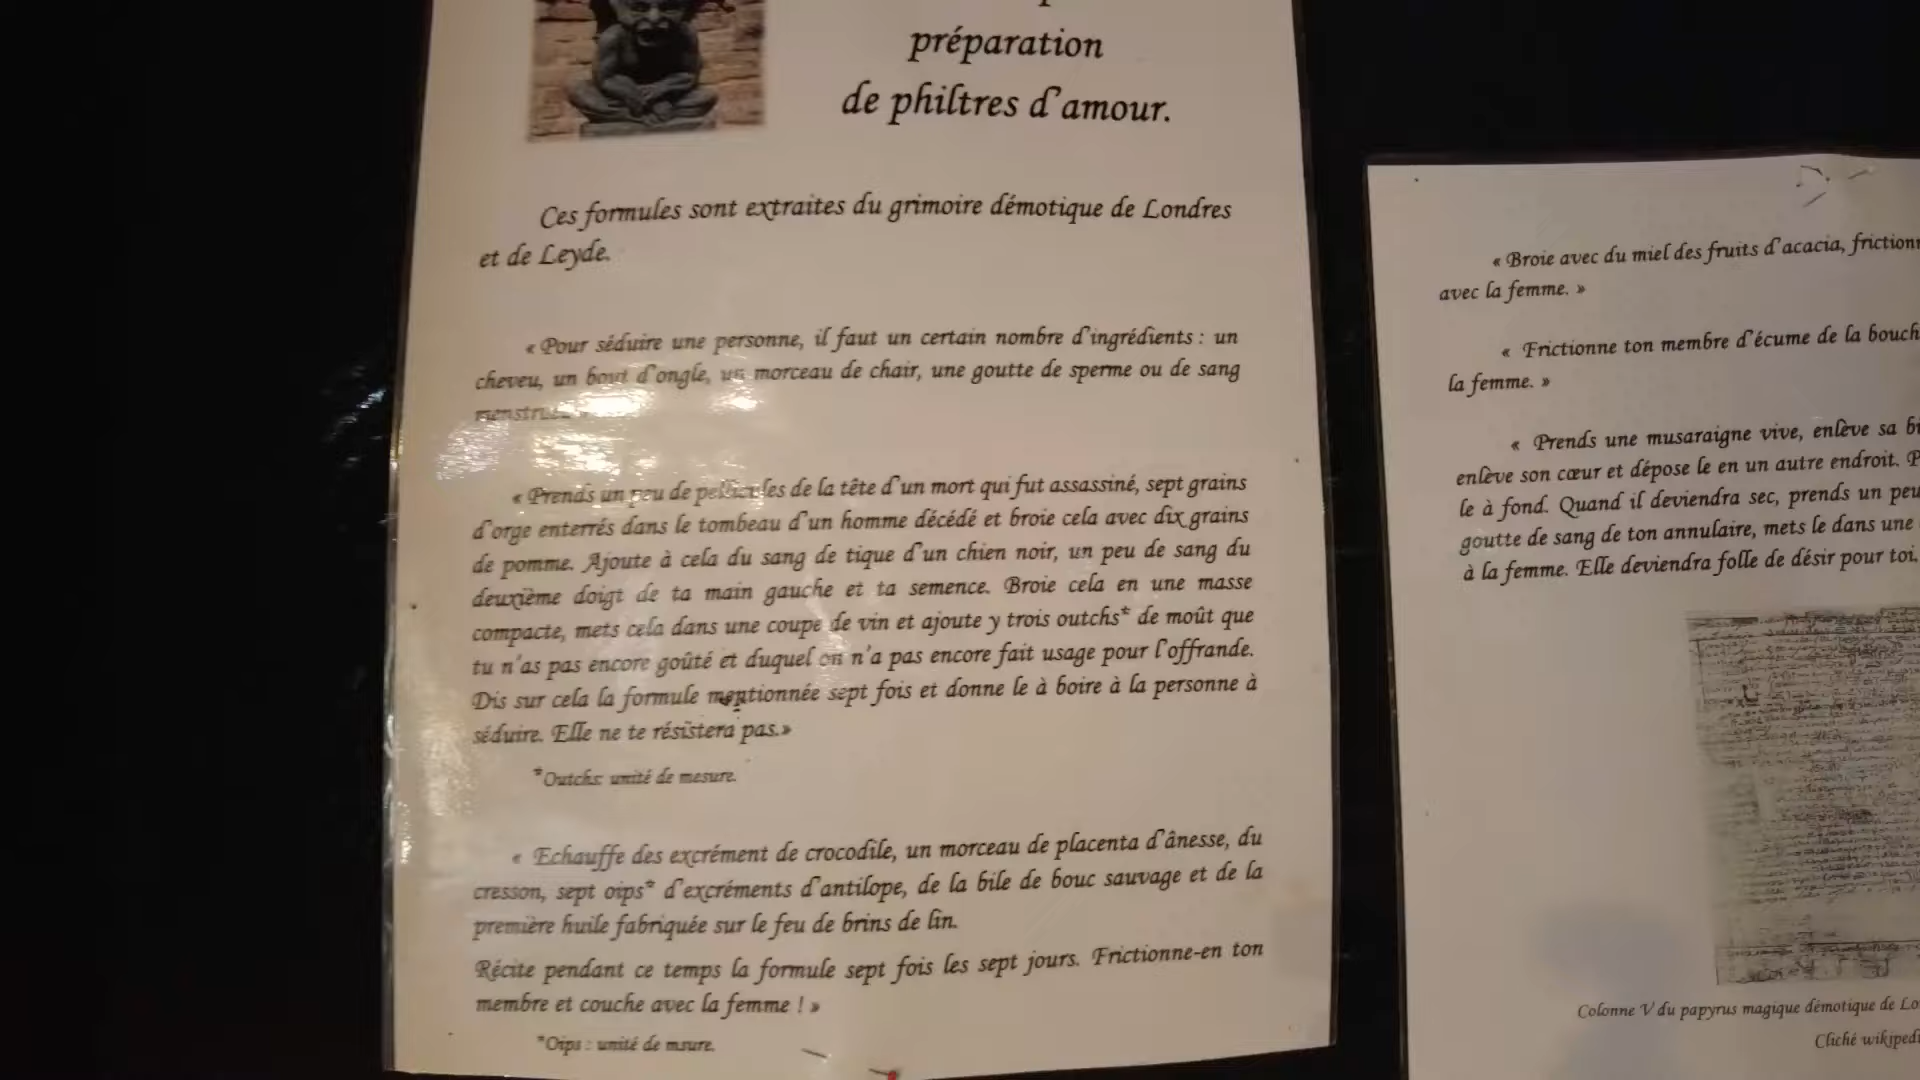 préparation
de philtres d'amour.
Ces formules sont extraites du grimoire démotique de Londres
et de Leyde.
« Pour séduire une personne, il faut un certain nombre d'ingrédients : un
cheveu, un bout d'ongle, un morceau de chair, une goutte de sperme ou de sang
« Prends un peu de pellicules de la tête d'un mort qui fut assassiné, sept grains
d'orge enterrés dans le tombeau d'un homme décédé et broie cela avec dix grains
de pomme. Ajoute à cela du sang de tique d'un chien noir, un peu de sang du
deuxième doigt de ta main gauche et ta semence. Broie cela en une masse
compacte, mets cela dans une coupe de vin et ajoute y trois outchs* de moût que
tu n'as pas encore goûté et duquel on n'a pas encore fait usage pour l'offrande.
Dis sur cela la formule mentionnée sept fois et donne le à boire à la personne à
séduire. Elle ne te résistera pas.»
*Outchs: unité de mesure.
« Echauffe des excrément de crocodile, un morceau de placenta d'ânesse, du
cresson, sept oips* d'excréments d'antilope, de la bile de bouc sauvage et de la
première huile fabriquée sur le feu de brins de lin.
Récite pendant ce temps la formule sept fois les sept jours. Frictionne-en ton
membre et couche avec la femme ! »
*Oips : unité de msure.
« Broie avec du miel des fruits d'acacia, friction
avec la femme. »
« Frictionne ton membre d'écume de la bouch
la femme. »
« Prends une musaraigne vive, enlève sa b
enlève son cœur et dépose le en un autre endroit. P
le à fond. Quand il deviendra sec, prends un peu
goutte de sang de ton annulaire, mets le dans une
à la femme. Elle deviendra folle de désir pour toi.
Colonne V du papyrus magique démotique de Lo
Cliché wikipedi